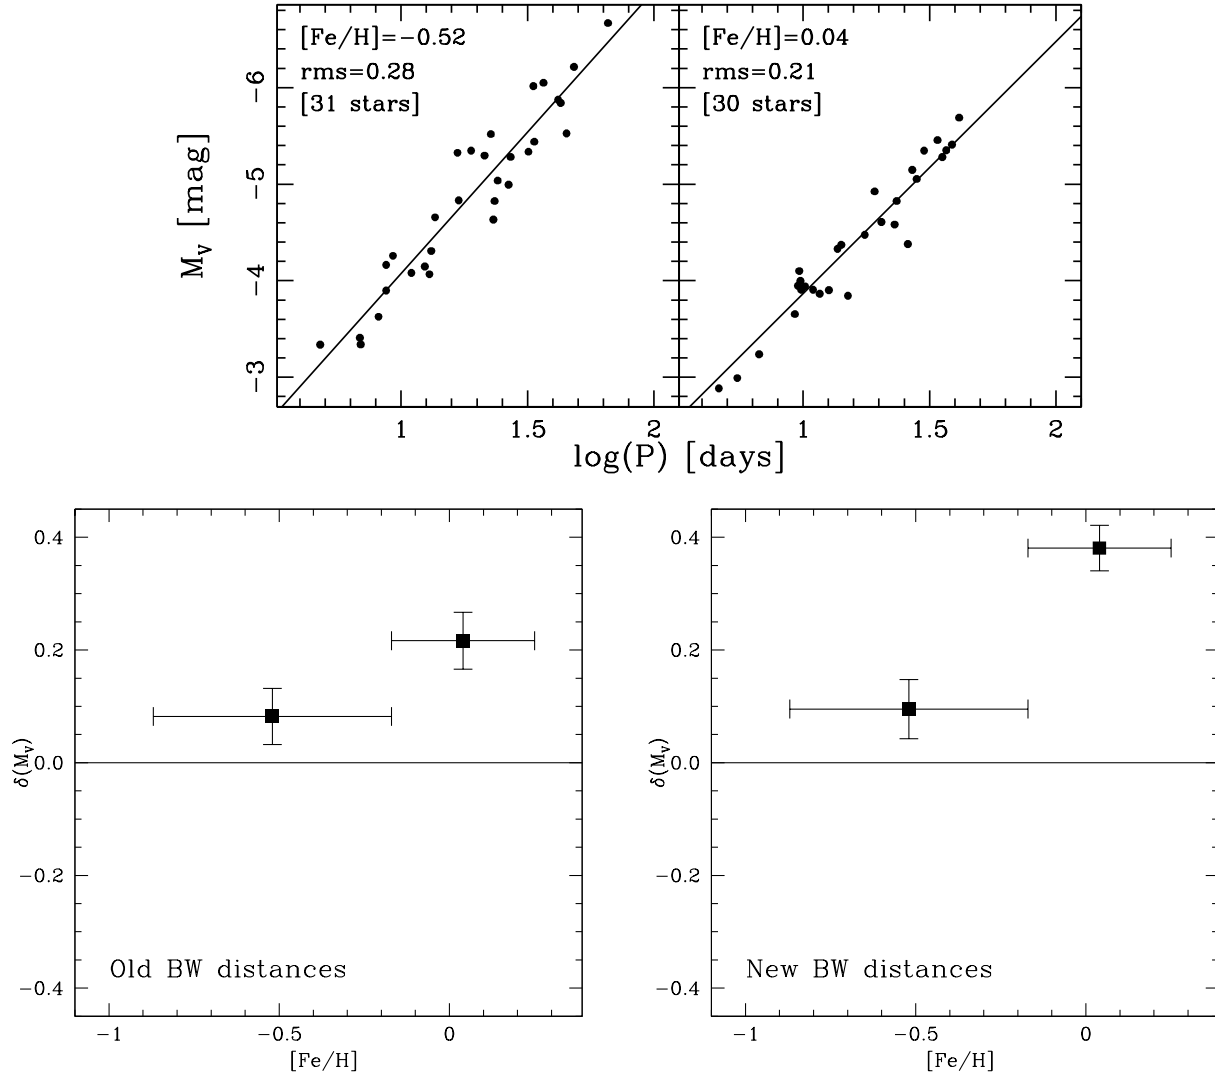 [Fe/H]=−0.52
rms=0.28
[31 stars]
[Fe/H]=0.04
rms=0.21
[30 stars]
−6
−5
−4
−3
M_V [mag]
1 1.5 2 1 1.5 2
log(P) [days]
0.4
0.2
0.0
−0.2
−0.4
δ(M_V)
Old BW distances
−1 −0.5 0
[Fe/H]
0.4
0.2
0.0
−0.2
−0.4
δ(M_V)
New BW distances
−1 −0.5 0
[Fe/H]